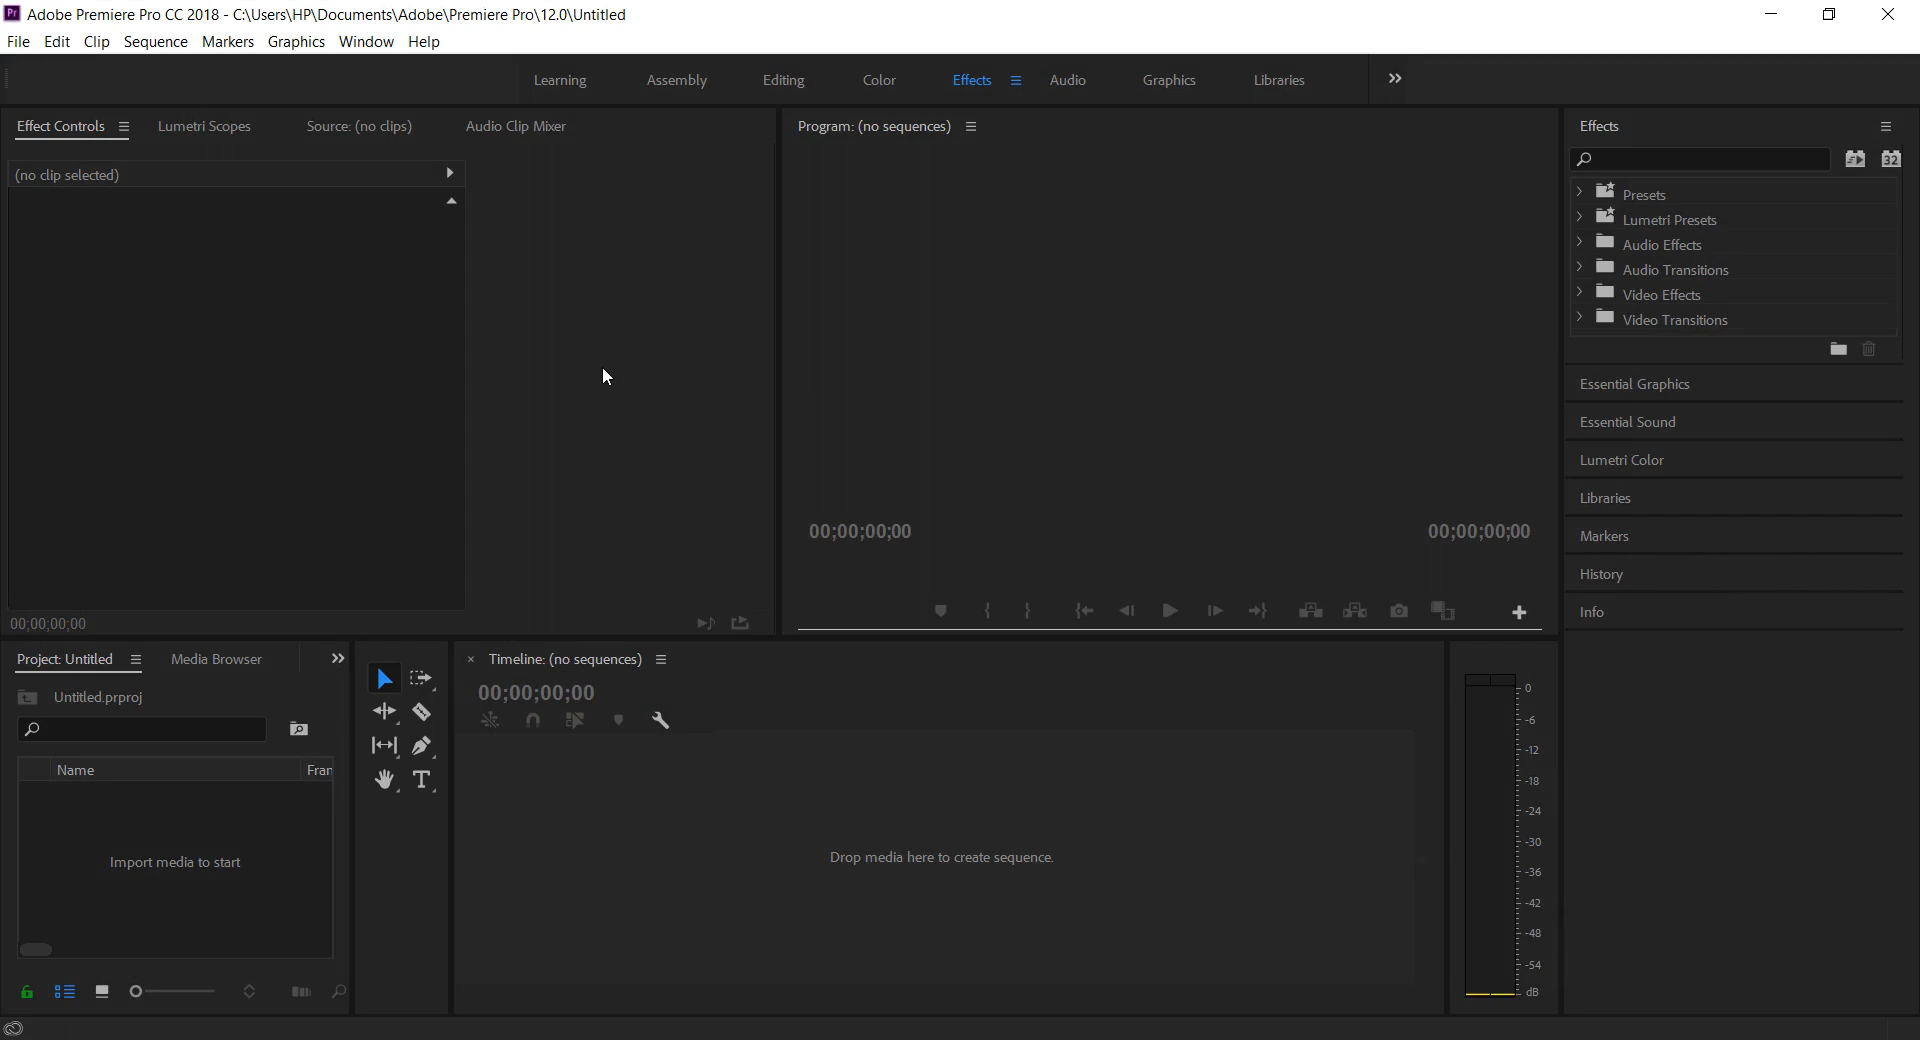 Pr Adobe Premiere Pro CC 2018 - C:\Users\HP\Documents\Adobe\Premiere Pro\12.0\Untitled
File Edit Clip Sequence Markers Graphics Window Help
Learning Assembly Editing Color Effects Audio Graphics Libraries
Effect Controls Lumetri Scopes Source: (no clips) Audio Clip Mixer
(no clip selected)
00;00;00;00
Program: (no sequences)
00;00;00;00 00;00;00;00
Effects
32
Presets
Lumetri Presets
Audio Effects
Audio Transitions
Video Effects
Video Transitions
Essential Graphics
Essential Sound
Lumetri Color
Libraries
Markers
History
Info
Project: Untitled Media Browser
Untitled.prproj
Name Fran
Import media to start
T
× Timeline: (no sequences)
00;00;00;00
Drop media here to create sequence.
0
-6
-12
-18
-24
-30
-36
-42
-48
-54
dB